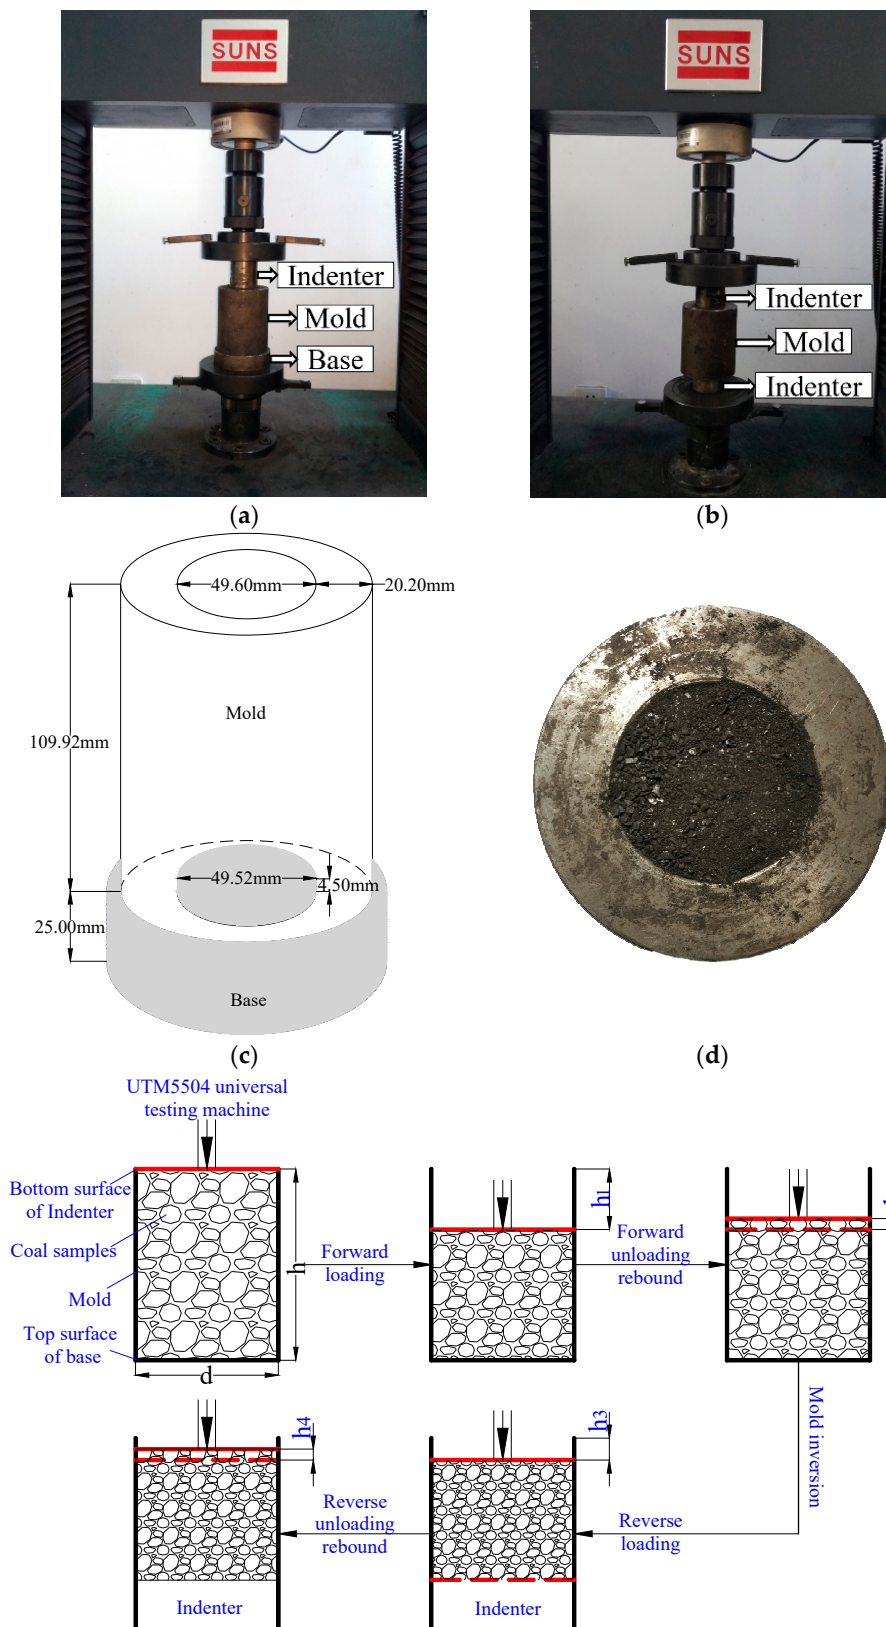 SUNS
Indenter
Mold
Base
(a)
SUNS
Indenter
Mold
Indenter
(b)
49.60mm
20.20mm
Mold
109.92mm
49.52mm
4.50mm
25.00mm
Base
(c)
(d)
UTM5504 universal
testing machine
Bottom surface
of Indenter
Coal samples
Mold
Top surface
of base
h
d
Forward
loading
h1
Forward
unloading
rebound
Mold inversion
h4
Reverse
unloading
rebound
h3
Reverse
loading
Indenter
Indenter